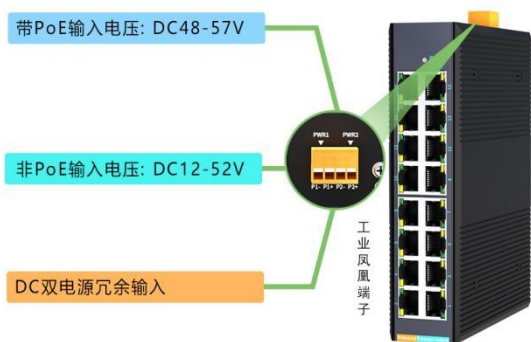 带PoE输入电压: DC48-57V
非PoE输入电压: DC12-52V
DC双电源冗余输入
PWR1 PWR2
P1- P1+ P2- P2+
工业凤凰端子